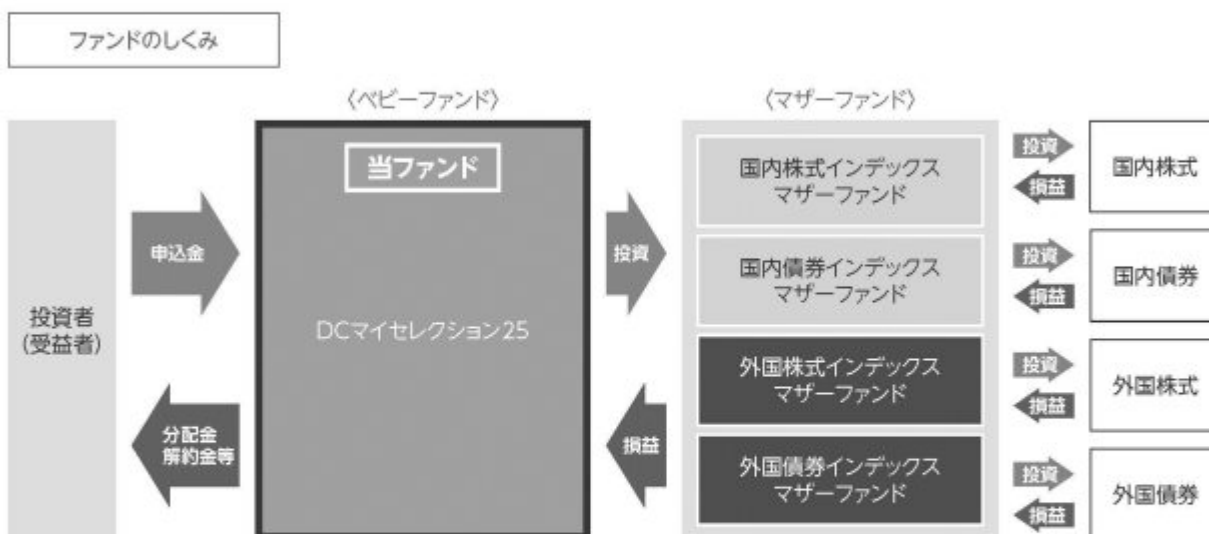 ファンドのしくみ
〈ベビーファンド〉
〈マザーファンド〉
投資者
(受益者)
申込金
分配金
解約金等
当ファンド
DCマイセレクション25
投資
損益
国内株式インデックス
マザーファンド
投資
損益
国内株式
国内債券インデックス
マザーファンド
投資
損益
国内債券
外国株式インデックス
マザーファンド
投資
損益
外国株式
外国債券インデックス
マザーファンド
投資
損益
外国債券